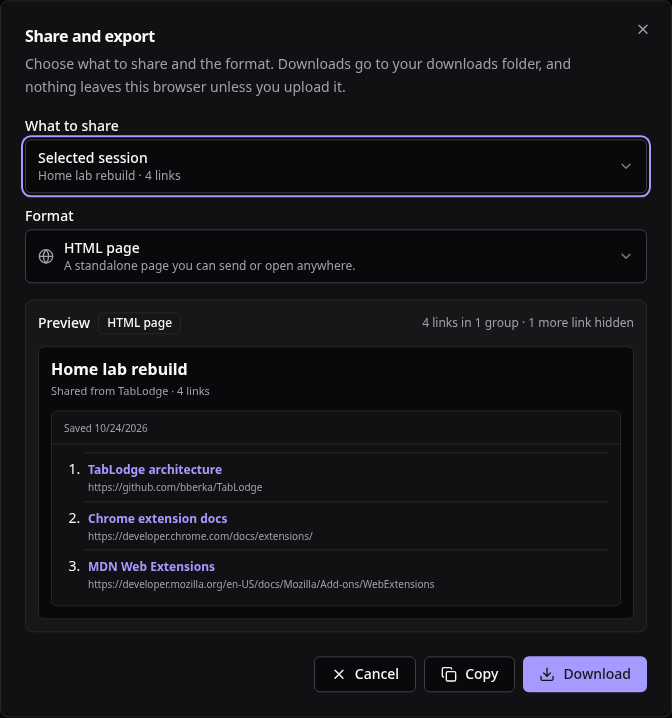 Share and export
Choose what to share and the format. Downloads go to your downloads folder, and
nothing leaves this browser unless you upload it.
What to share
Selected session
Home lab rebuild · 4 links
Format
HTML page
A standalone page you can send or open anywhere.
Preview HTML page 4 links in 1 group · 1 more link hidden
Home lab rebuild
Shared from TabLodge · 4 links
Saved 10/24/2026
1. TabLodge architecture
https://github.com/bberka/TabLodge
2. Chrome extension docs
https://developer.chrome.com/docs/extensions/
3. MDN Web Extensions
https://developer.mozilla.org/en-US/docs/Mozilla/Add-ons/WebExtensions
Cancel Copy Download